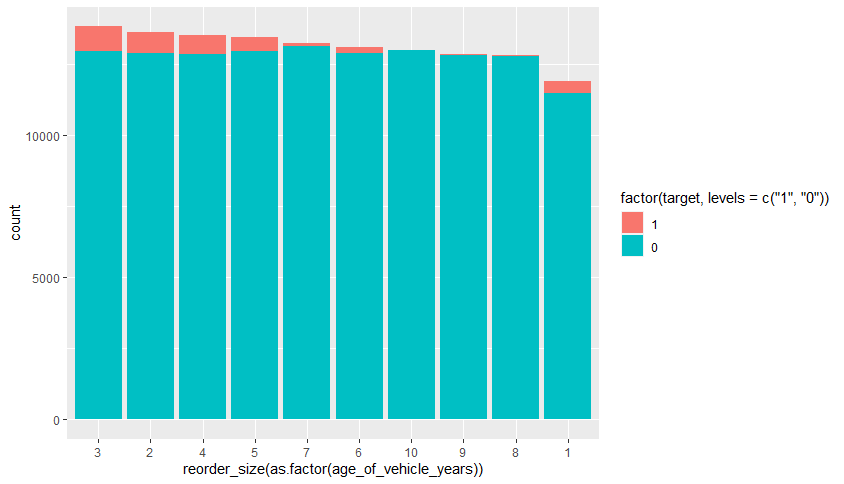 10000
5000
0
count
3 2 4 5 7 6 10 9 8 1
reorder_size(as.factor(age_of_vehicle_years))
factor(target, levels = c("1", "0"))
1
0